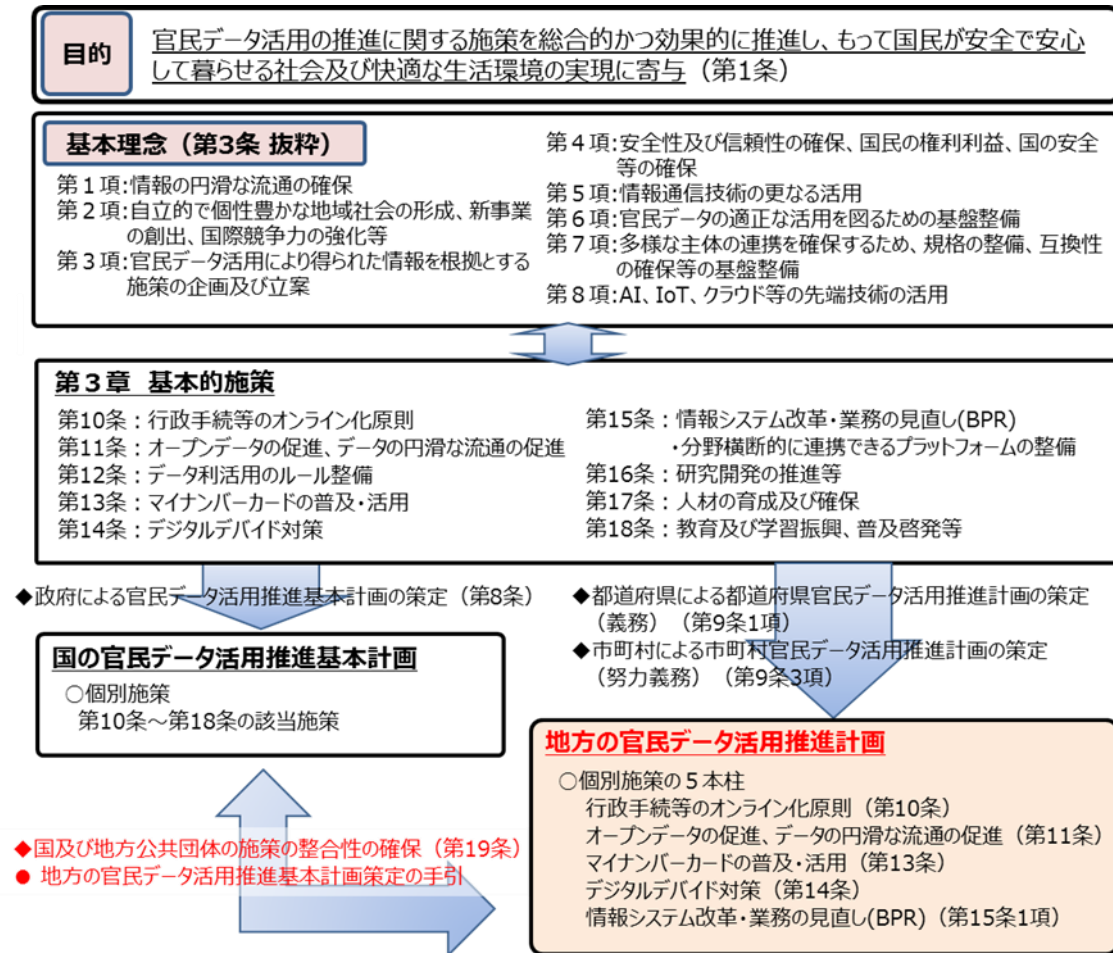 目的
官民データ活用の推進に関する施策を総合的かつ効果的に推進し、もって国民が安全で安心
して暮らせる社会及び快適な生活環境の実現に寄与（第1条）
基本理念（第3条 抜粋）
第１項:情報の円滑な流通の確保
第２項:自立的で個性豊かな地域社会の形成、新事業
の創出、国際競争力の強化等
第３項:官民データ活用により得られた情報を根拠とする
施策の企画及び立案
第４項:安全性及び信頼性の確保、国民の権利利益、国の安全
等の確保
第５項:情報通信技術の更なる活用
第６項:官民データの適正な活用を図るための基盤整備
第７項:多様な主体の連携を確保するため、規格の整備、互換性
の確保等の基盤整備
第８項:AI、IoT、クラウド等の先端技術の活用
第３章 基本的施策
第10条：行政手続等のオンライン化原則
第11条：オープンデータの促進、データの円滑な流通の促進
第12条：データ利活用のルール整備
第13条：マイナンバーカードの普及・活用
第14条：デジタルデバイド対策
第15条：情報システム改革・業務の見直し(BPR)
・分野横断的に連携できるプラットフォームの整備
第16条：研究開発の推進等
第17条：人材の育成及び確保
第18条：教育及び学習振興、普及啓発等
◆政府による官民データ活用推進基本計画の策定（第8条）
◆都道府県による都道府県官民データ活用推進計画の策定
（義務）（第9条1項）
◆市町村による市町村官民データ活用推進計画の策定
（努力義務）（第9条3項）
国の官民データ活用推進基本計画
○個別施策
第10条～第18条の該当施策
地方の官民データ活用推進計画
○個別施策の５本柱
行政手続等のオンライン化原則（第10条）
オープンデータの促進、データの円滑な流通の促進（第11条）
マイナンバーカードの普及・活用（第13条）
デジタルデバイド対策（第14条）
情報システム改革・業務の見直し(BPR)（第15条1項）
◆国及び地方公共団体の施策の整合性の確保（第19条）
● 地方の官民データ活用推進基本計画策定の手引